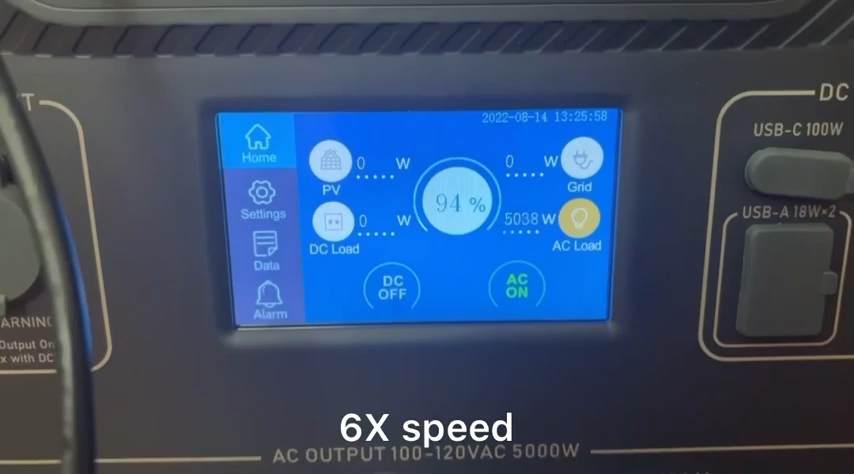 T
DC
USB-C 100W
USB-A 18W×2
2022-08-14 13:25:58
Home
Settings
Data
Alarm
0 W
PV
0 W
DC Load
94 %
0 W
Grid
5038 W
AC Load
DC
OFF
AC
ON
ARNING
Output On
x with DC
6X speed
AC OUTPUT 100-120VAC 5000W